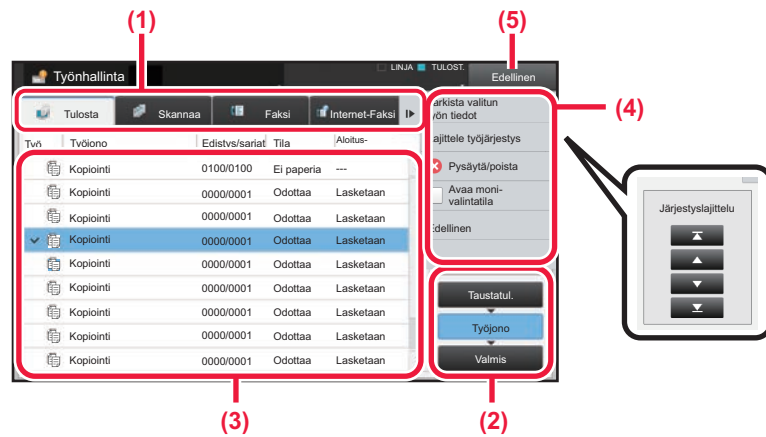 (1)
(5)
LINJA TULOST.
Työnhallinta
Edellinen
Tulosta Skannaa Faksi Internet-Faksi
(4)
arkista valitun
yön tiedot
Työ Työjono Edistys/sariat Tila Aloitus-
ajittele työjärjestys
Kopiointi 0100/0100 Ei paperia ---
Pysäytä/poista
Kopiointi 0000/0001 Odottaa Lasketaan
Avaa moni-
valintatila
Kopiointi 0000/0001 Odottaa Lasketaan
Edellinen
Kopiointi 0000/0001 Odottaa Lasketaan
Kopiointi 0000/0001 Odottaa Lasketaan
Kopiointi 0000/0001 Odottaa Lasketaan
Taustatul.
Kopiointi 0000/0001 Odottaa Lasketaan
Työjono
Kopiointi 0000/0001 Odottaa Lasketaan
Kopiointi 0000/0001 Odottaa Lasketaan
Valmis
Järjestyslajittelu
(3)
(2)